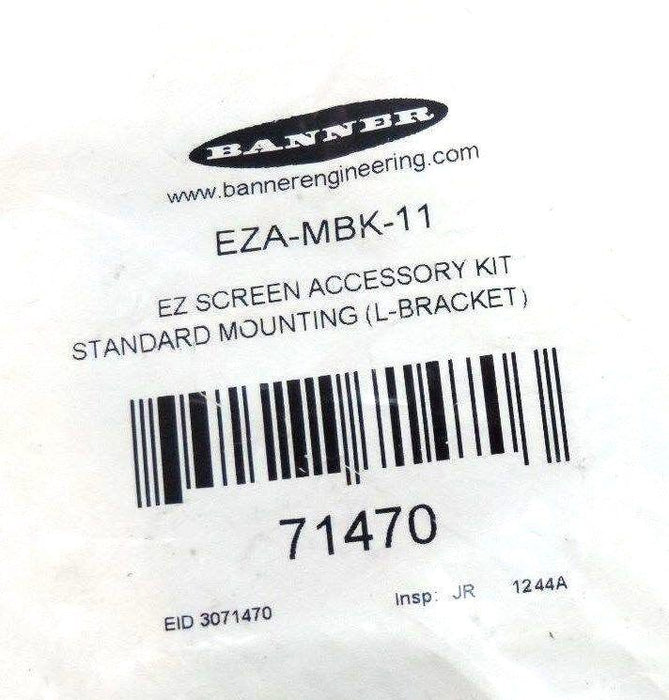 BANNER
www.bannerengineering.com
EZA-MBK-11
EZ SCREEN ACCESSORY KIT
STANDARD MOUNTING (L-BRACKET)
71470
EID 3071470 Insp: JR 1244A